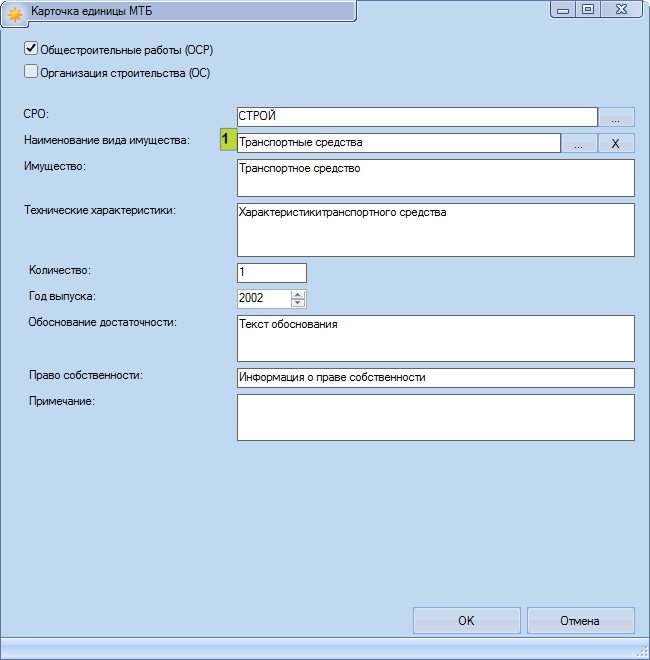 Карточка единицы МТБ
Общестроительные работы (ОСР)
Организация строительства (ОС)
СРО: СТРОЙ ...
Наименование вида имущества: 1 Транспортные средства ... X
Имущество: Транспортное средство
Технические характеристики: Характеристикитранспортного средства
Количество: 1
Год выпуска: 2002
Обоснование достаточности: Текст обоснования
Право собственности: Информация о праве собственности
Примечание:
OK Отмена